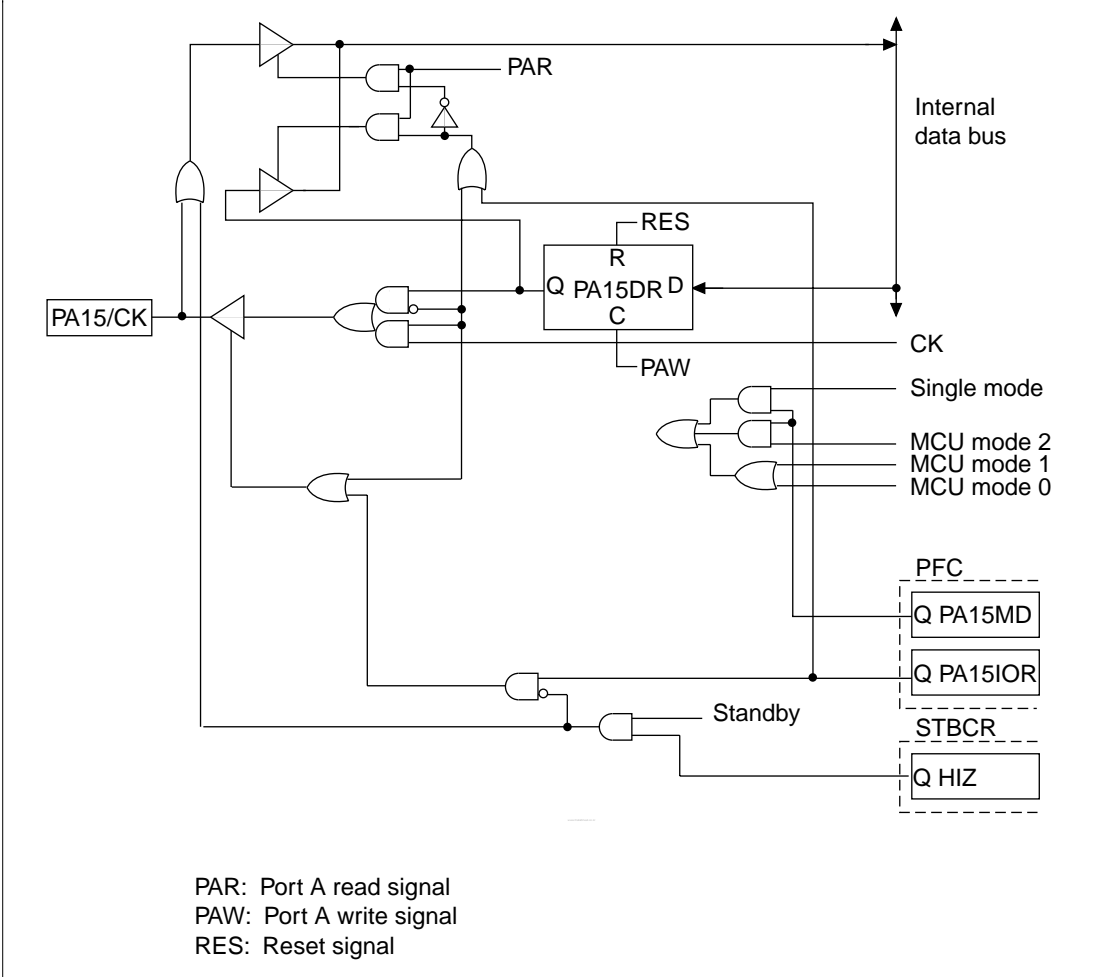 PAR
Internal
data bus
RES
R
Q PA15DR D
C
PA15/CK
PAW
CK
Single mode
MCU mode 2
MCU mode 1
MCU mode 0
PFC
Q PA15MD
Q PA15IOR
Standby
STBCR
Q HIZ
PAR: Port A read signal
PAW: Port A write signal
RES: Reset signal